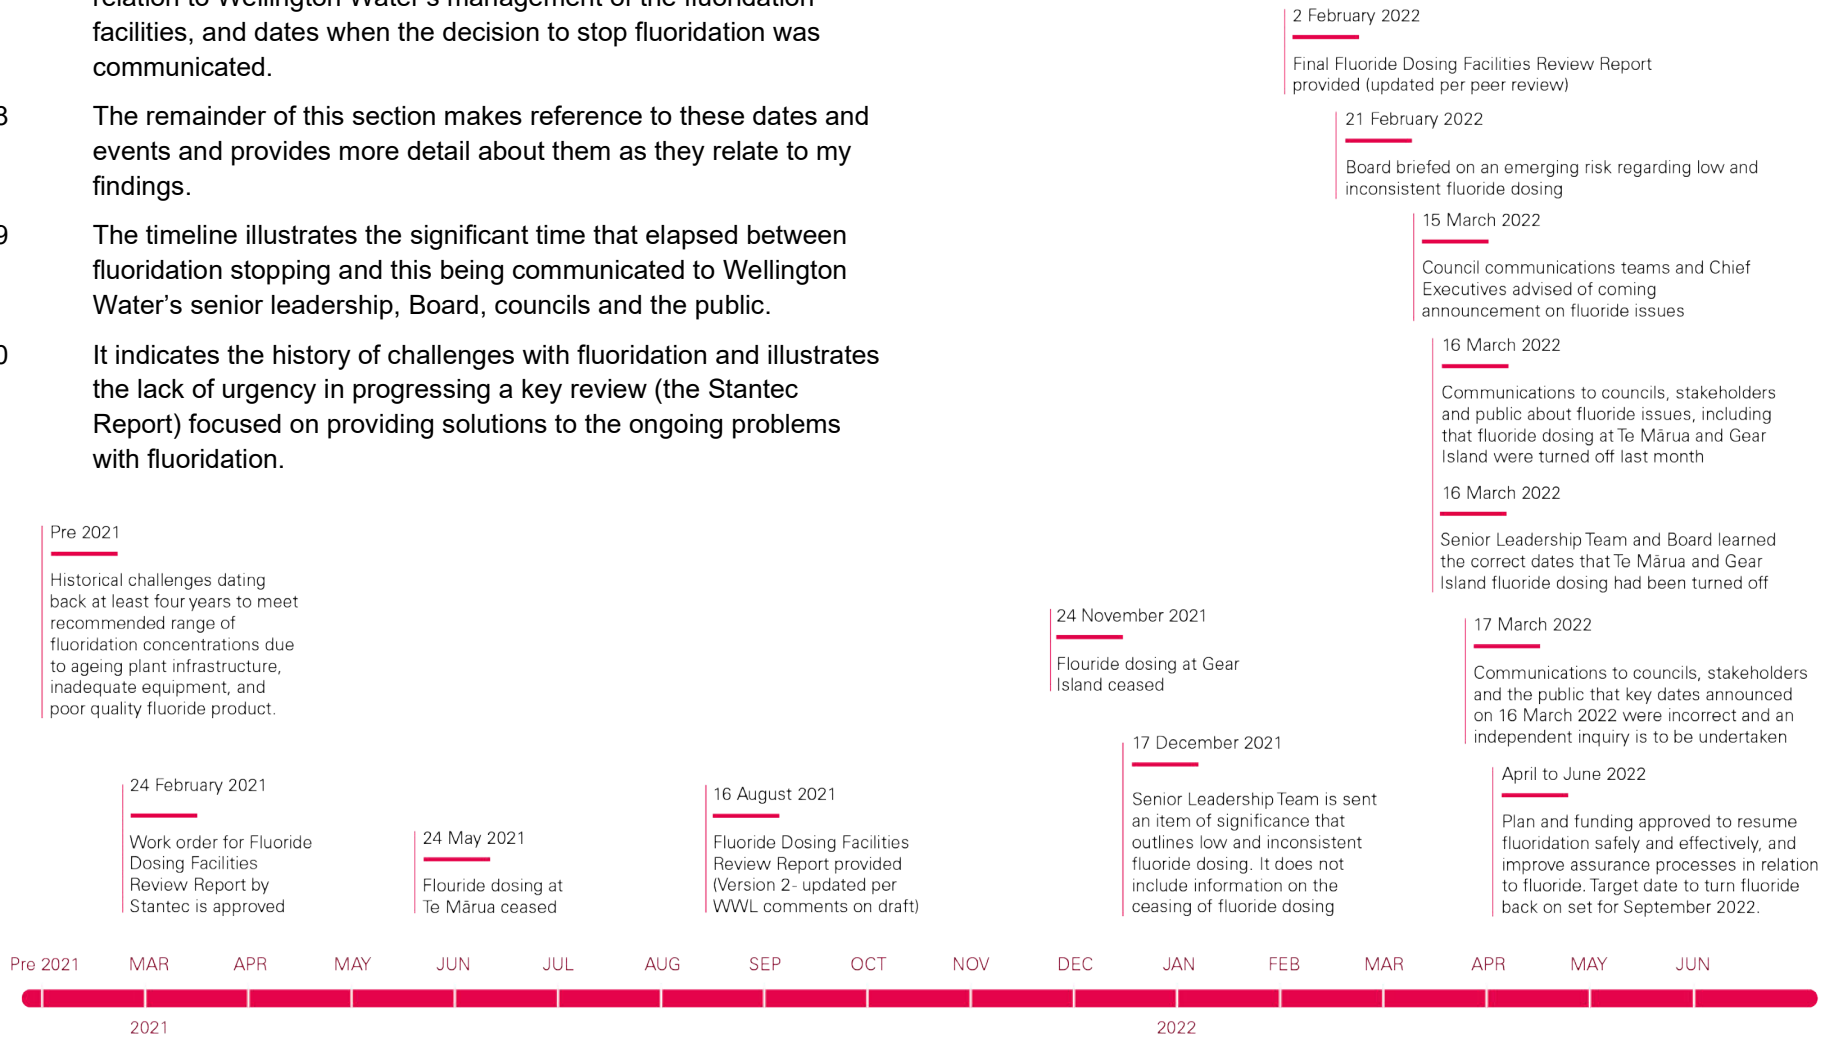 relation to Wellington Water's management of the fluoridation
facilities, and dates when the decision to stop fluoridation was
communicated.
8 The remainder of this section makes reference to these dates and
events and provides more detail about them as they relate to my
findings.
9 The timeline illustrates the significant time that elapsed between
fluoridation stopping and this being communicated to Wellington
Water's senior leadership, Board, councils and the public.
0 It indicates the history of challenges with fluoridation and illustrates
the lack of urgency in progressing a key review (the Stantec
Report) focused on providing solutions to the ongoing problems
with fluoridation.
Pre 2021
Historical challenges dating
back at least four years to meet
recommended range of
fluoridation concentrations due
to ageing plant infrastructure,
inadequate equipment, and
poor quality fluoride product.
24 February 2021
Work order for Fluoride
Dosing Facilities
Review Report by
Stantec is approved
24 May 2021
Flouride dosing at
Te Mārua ceased
16 August 2021
Fluoride Dosing Facilities
Review Report provided
(Version 2- updated per
WWL comments on draft)
24 November 2021
Flouride dosing at Gear
Island ceased
17 December 2021
Senior Leadership Team is sent
an item of significance that
outlines low and inconsistent
fluoride dosing. It does not
include information on the
ceasing of fluoride dosing
2 February 2022
Final Fluoride Dosing Facilities Review Report
provided (updated per peer review)
21 February 2022
Board briefed on an emerging risk regarding low and
inconsistent fluoride dosing
15 March 2022
Council communications teams and Chief
Executives advised of coming
announcement on fluoride issues
16 March 2022
Communications to councils, stakeholders
and public about fluoride issues, including
that fluoride dosing at Te Mārua and Gear
Island were turned off last month
16 March 2022
Senior Leadership Team and Board learned
the correct dates that Te Mārua and Gear
Island fluoride dosing had been turned off
17 March 2022
Communications to councils, stakeholders
and the public that key dates announced
on 16 March 2022 were incorrect and an
independent inquiry is to be undertaken
April to June 2022
Plan and funding approved to resume
fluoridation safely and effectively, and
improve assurance processes in relation
to fluoride. Target date to turn fluoride
back on set for September 2022.
Pre 2021 MAR APR MAY JUN JUL AUG SEP OCT NOV DEC JAN FEB MAR APR MAY JUN
2021 2022